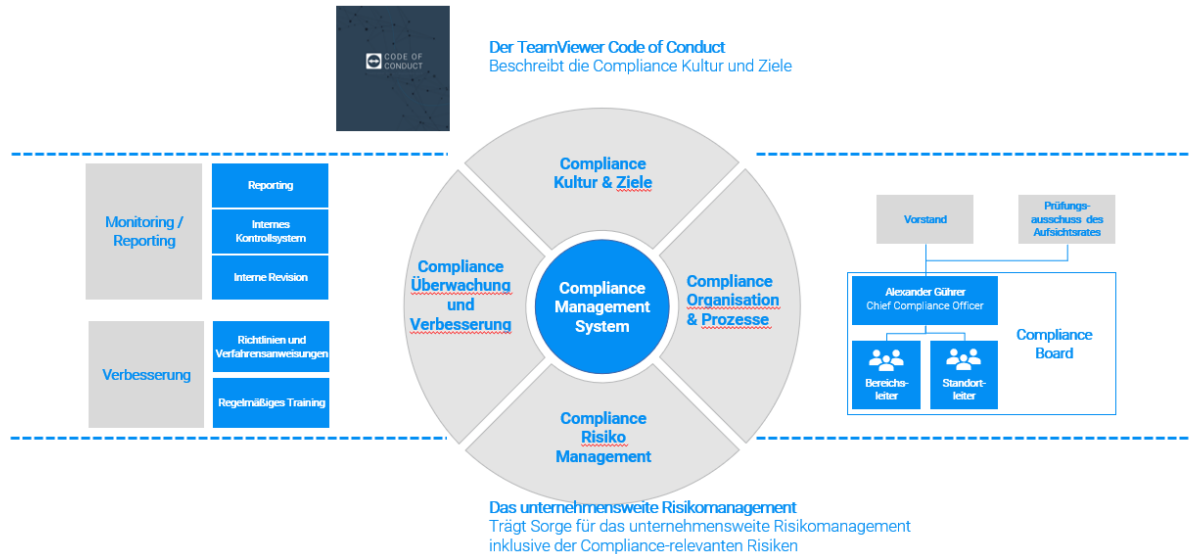 CODE OF
CONDUCT
Der TeamViewer Code of Conduct
Beschreibt die Compliance Kultur und Ziele
Compliance
Kultur & Ziele
Compliance
Überwachung
und
Verbesserung
Compliance
Management
System
Compliance
Organisation
& Prozesse
Compliance
Risiko
Management
Monitoring /
Reporting
Reporting
Internes
Kontrollsystem
Interne Revision
Verbesserung
Richtlinien und
Verfahrensanweisungen
Regelmäßiges Training
Vorstand
Prüfungs-
ausschuss des
Aufsichtsrates
Alexander Gührer
Chief Compliance Officer
Compliance
Board
Bereichs-
leiter
Standort-
leiter
Das unternehmensweite Risikomanagement
Trägt Sorge für das unternehmensweite Risikomanagement
inklusive der Compliance-relevanten Risiken